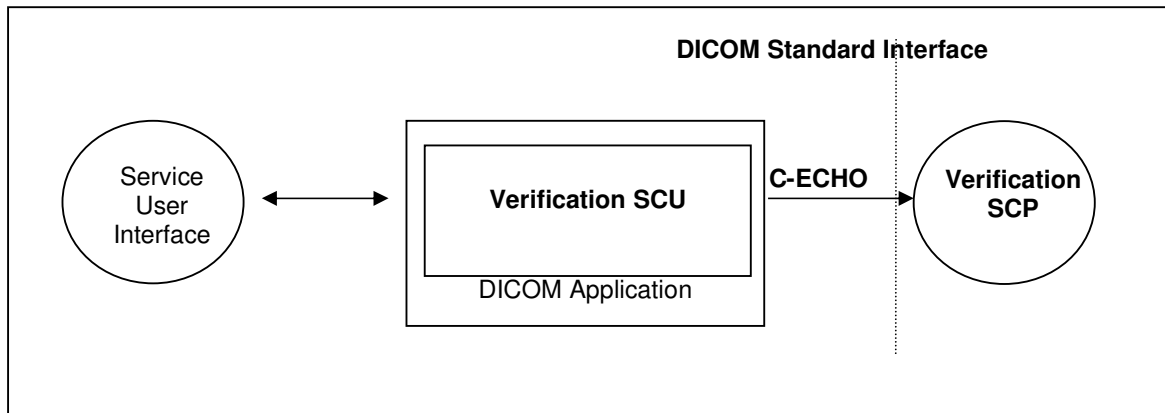 DICOM Standard Interface
Service
User
Interface
Verification SCU
DICOM Application
C-ECHO
Verification
SCP